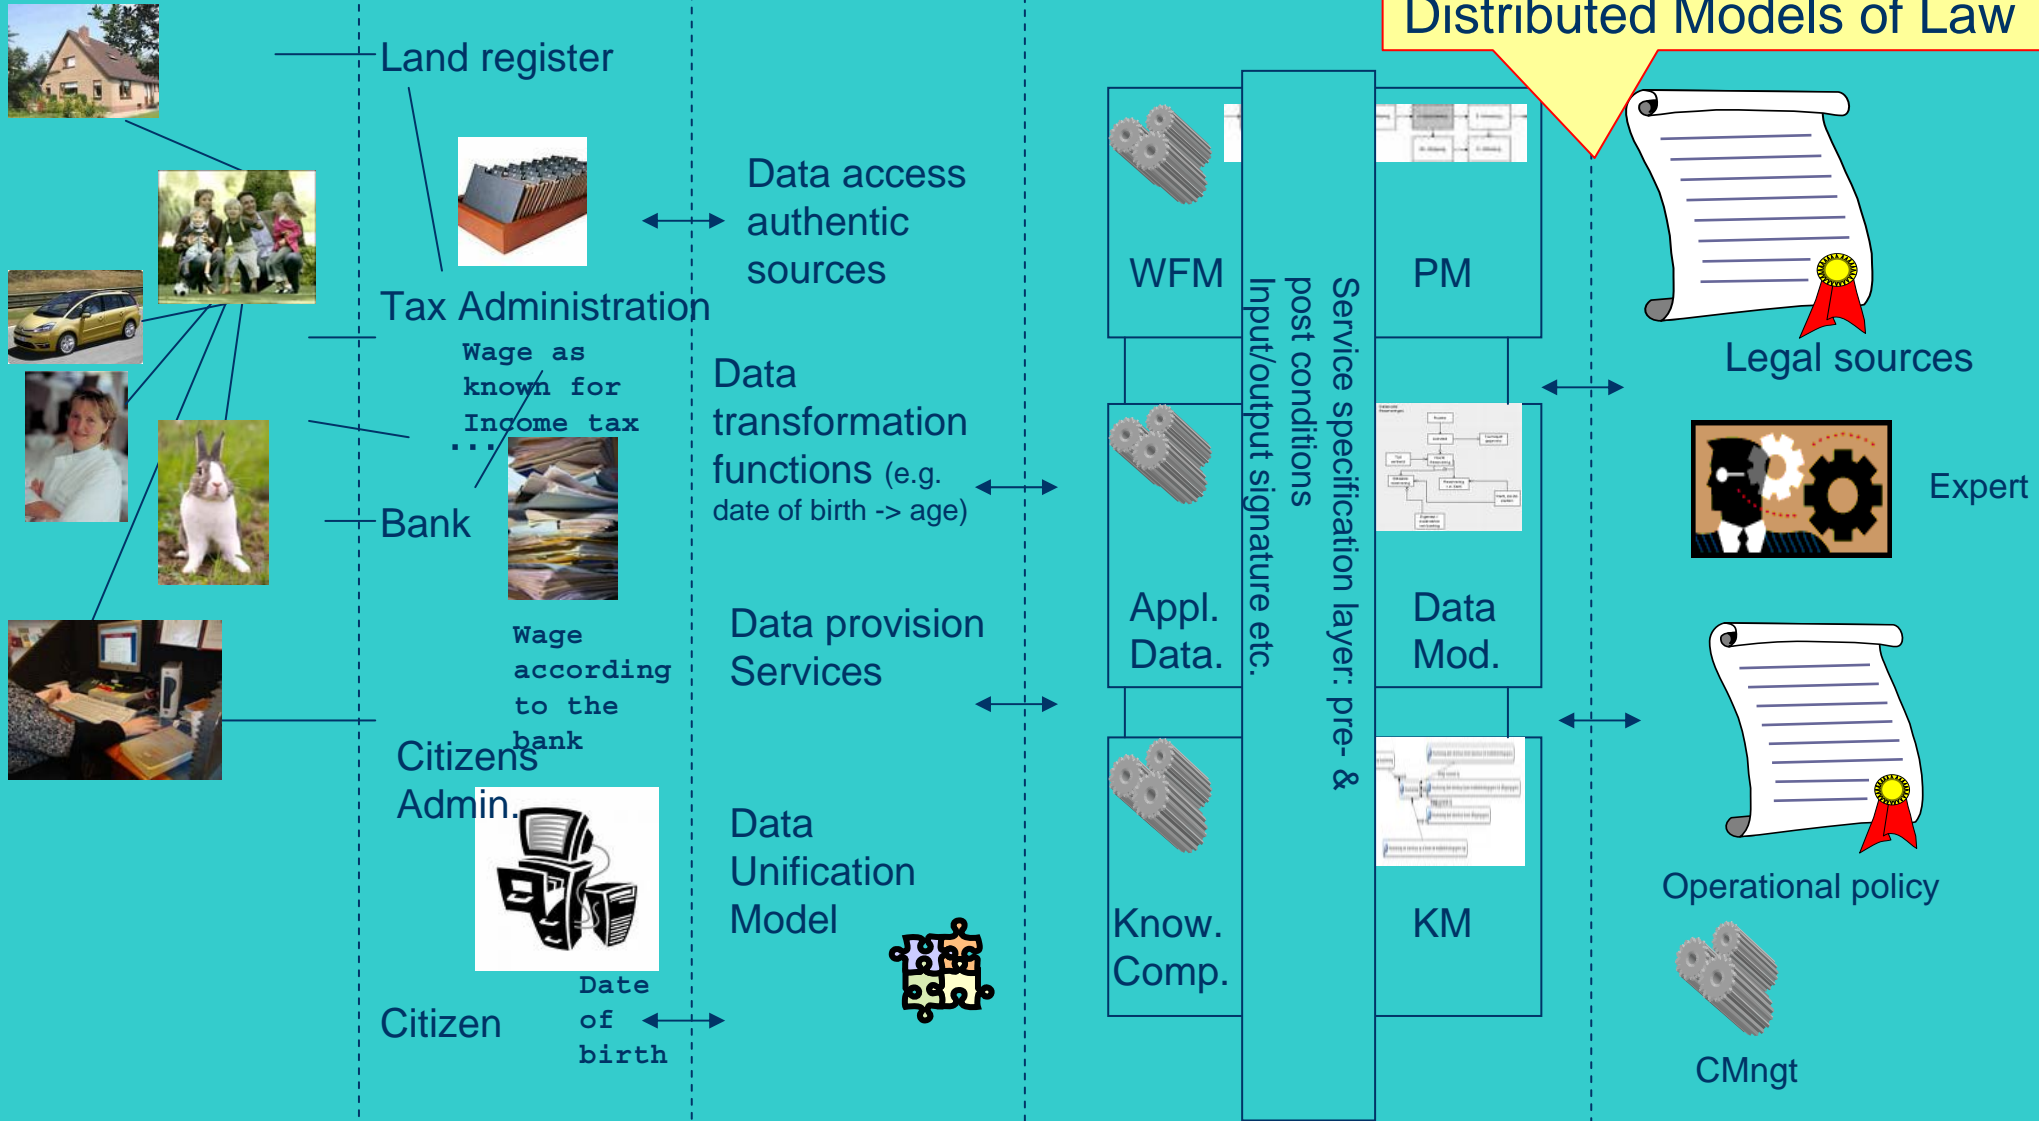 Distributed Models of Law
Land register
Data access
authentic
sources
Tax Administration
Wage as
known for
Income tax
...
Data
transformation
functions (e.g.
date of birth -> age)
Bank
Wage
according
to the
bank
Data provision
Services
Citizens
Admin.
Data
Unification
Model
Citizen
Date
of
birth
WFM
PM
Service specification layer: pre- &
post conditions
Input/output signature etc.
Appl.
Data.
Data
Mod.
Know.
Comp.
KM
Legal sources
Expert
Operational policy
CMngt